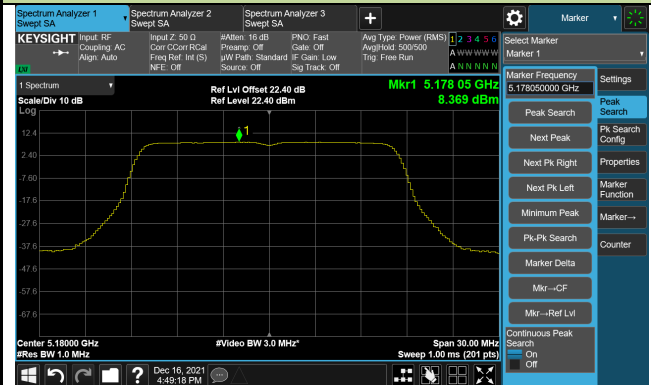 Spectrum Analyzer 1
Swept SA
Spectrum Analyzer 2
Swept SA
Spectrum Analyzer 3
Swept SA
+
Marker
KEYSIGHT
Input: RF
Coupling: AC
Align: Auto
Input Z: 50 Ω
Corr CCorr RCal
Freq Ref: Int (S)
NFE: Off
#Atten: 16 dB
Preamp: Off
µW Path: Standard
Source: Off
PNO: Fast
Gate: Off
IF Gain: Low
Sig Track: Off
Avg Type: Power (RMS)
Avg|Hold: 500/500
Trig: Free Run
1 2 3 4 5 6
A W W W W W
A N N N N N
LXI
Select Marker
Marker 1
1 Spectrum
Scale/Div 10 dB
Ref Lvl Offset 22.40 dB
Ref Level 22.40 dBm
Mkr1 5.178 05 GHz
8.369 dBm
Log
12.4
2.40
-7.60
-17.6
-27.6
-37.6
-47.6
-57.6
-67.6
1
Center 5.18000 GHz
#Res BW 1.0 MHz
#Video BW 3.0 MHz*
Span 30.00 MHz
Sweep 1.00 ms (201 pts)
Marker Frequency
5.178050000 GHz
Peak Search
Next Peak
Next Pk Right
Next Pk Left
Minimum Peak
Pk-Pk Search
Marker Delta
Mkr→CF
Mkr→Ref Lvl
Continuous Peak
Search
On
Off
Settings
Peak
Search
Pk Search
Config
Properties
Marker
Function
Marker→
Counter
?
Dec 16, 2021
4:49:18 PM